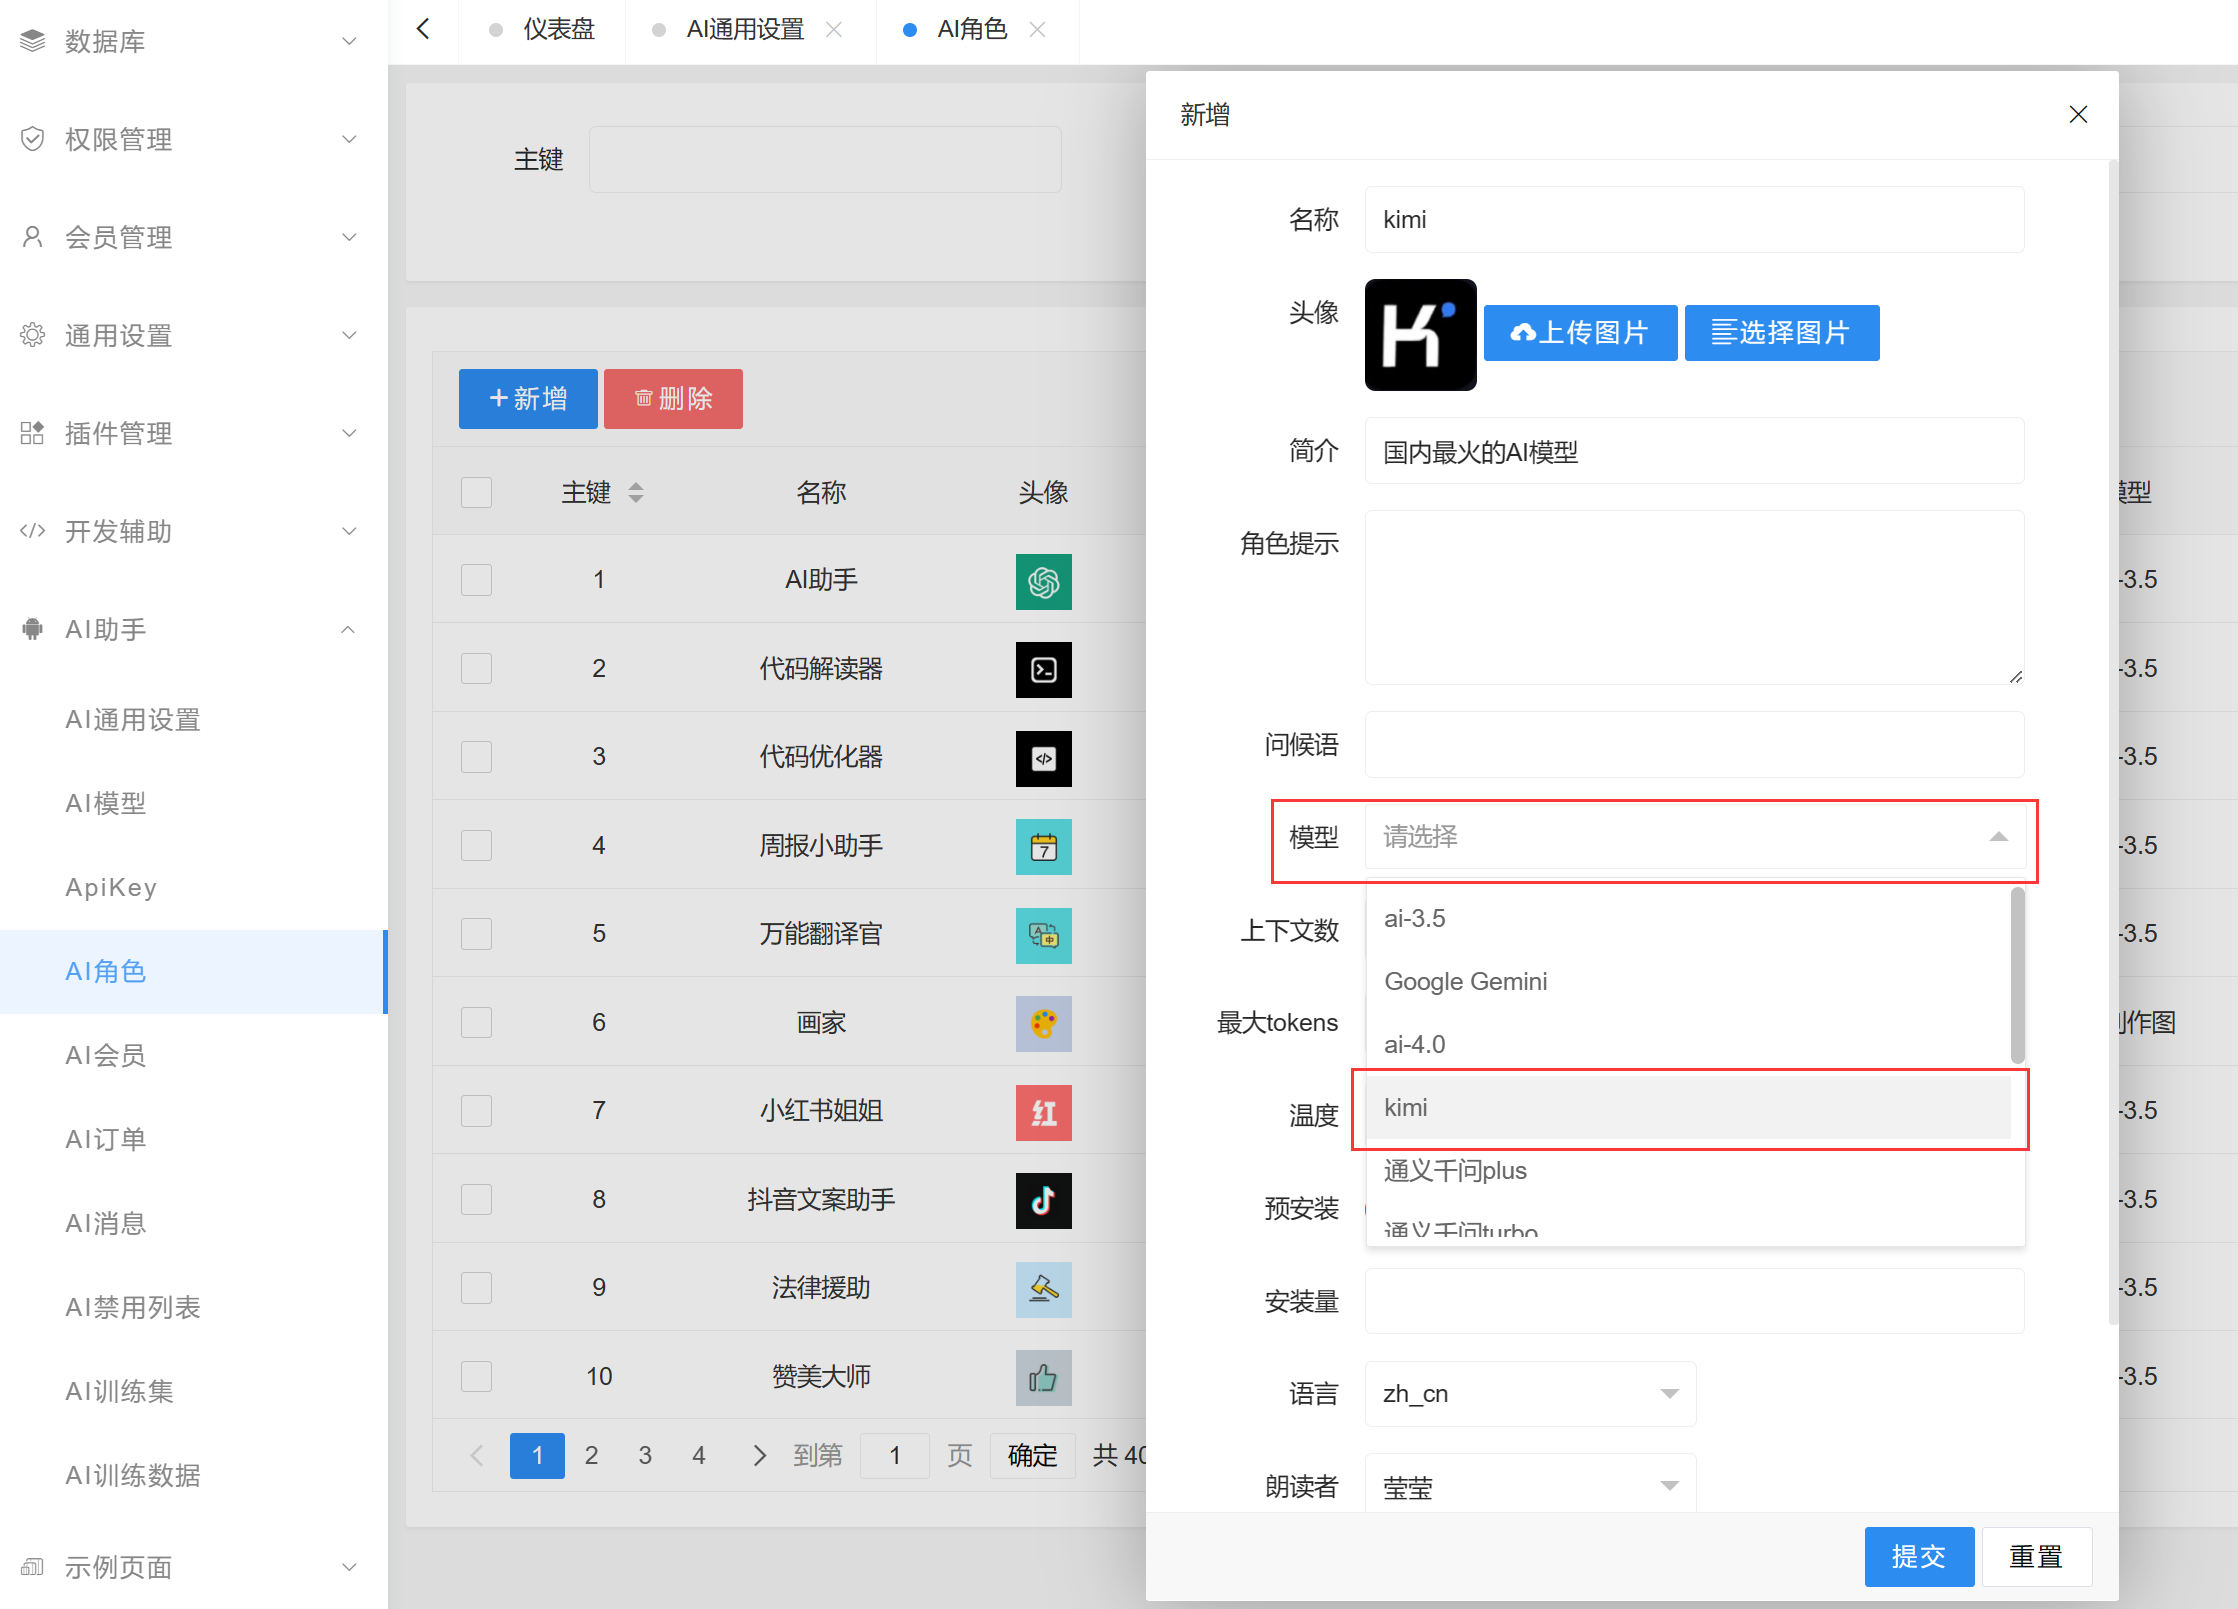 数据库
权限管理
会员管理
通用设置
插件管理
开发辅助
AI助手
AI通用设置
AI模型
ApiKey
AI角色
AI会员
AI订单
AI消息
AI禁用列表
AI训练集
AI训练数据
示例页面
仪表盘
AI通用设置
AI角色
主键
新增
删除
主键 名称 头像
1 AI助手
2 代码解读器
3 代码优化器
4 周报小助手
7
5 万能翻译官
6 画家
7 小红书姐姐
8 抖音文案助手
9 法律援助
10 赞美大师
1 2 3 4 到第 1 页 确定 共 40
型
-3.5
-3.5
-3.5
-3.5
-3.5
作图
-3.5
-3.5
-3.5
-3.5
新增
名称 kimi
头像
上传图片
选择图片
简介 国内最火的AI模型
角色提示
问候语
模型 请选择
ai-3.5
Google Gemini
ai-4.0
kimi
通义千问plus
通义千问turbo
上下文数
最大tokens
温度
预安装
安装量
语言 zh_cn
朗读者 莹莹
提交
重置